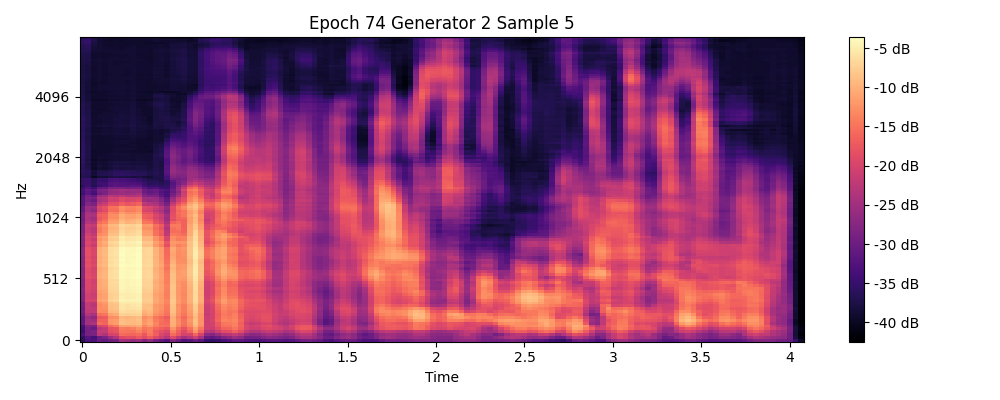 Epoch 74 Generator 2 Sample 5
Hz
4096
2048
1024
512
0
0
0.5
1
1.5
2
2.5
3
3.5
4
Time
-5 dB
-10 dB
-15 dB
-20 dB
-25 dB
-30 dB
-35 dB
-40 dB